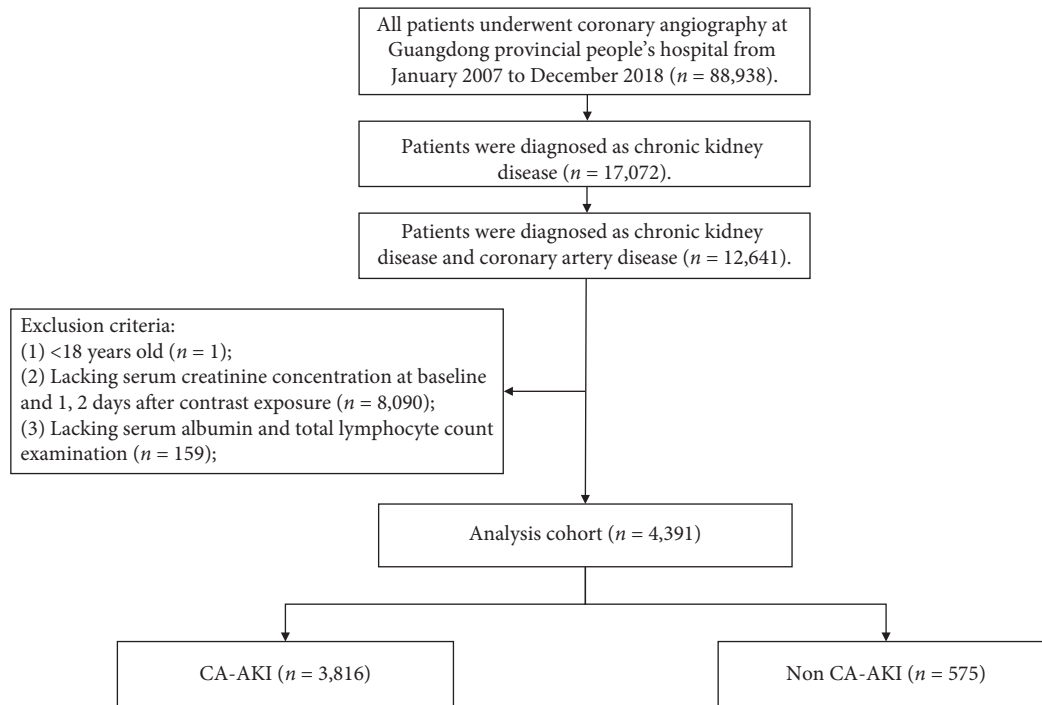 All patients underwent coronary angiography at
Guangdong provincial people's hospital from
January 2007 to December 2018 (n = 88,938).
Patients were diagnosed as chronic kidney
disease (n = 17,072).
Patients were diagnosed as chronic kidney
disease and coronary artery disease (n = 12,641).
Exclusion criteria:
(1) <18 years old (n = 1);
(2) Lacking serum creatinine concentration at baseline
and 1, 2 days after contrast exposure (n = 8,090);
(3) Lacking serum albumin and total lymphocyte count
examination (n = 159);
Analysis cohort (n = 4,391)
CA-AKI (n = 3,816)
Non CA-AKI (n = 575)